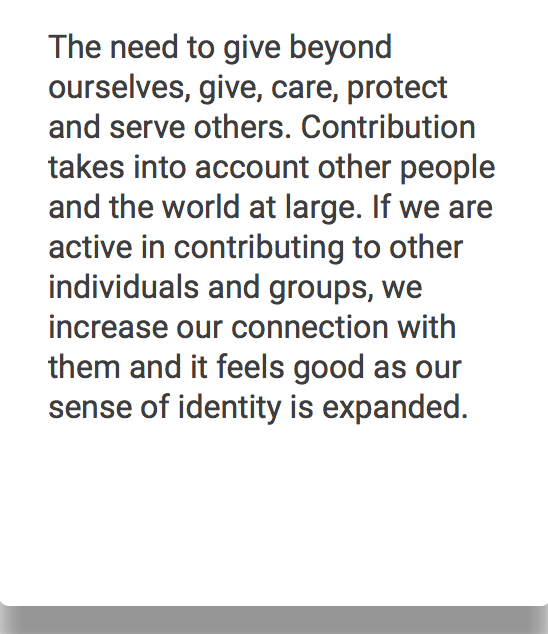 The need to give beyond
ourselves, give, care, protect
and serve others. Contribution
takes into account other people
and the world at large. If we are
active in contributing to other
individuals and groups, we
increase our connection with
them and it feels good as our
sense of identity is expanded.